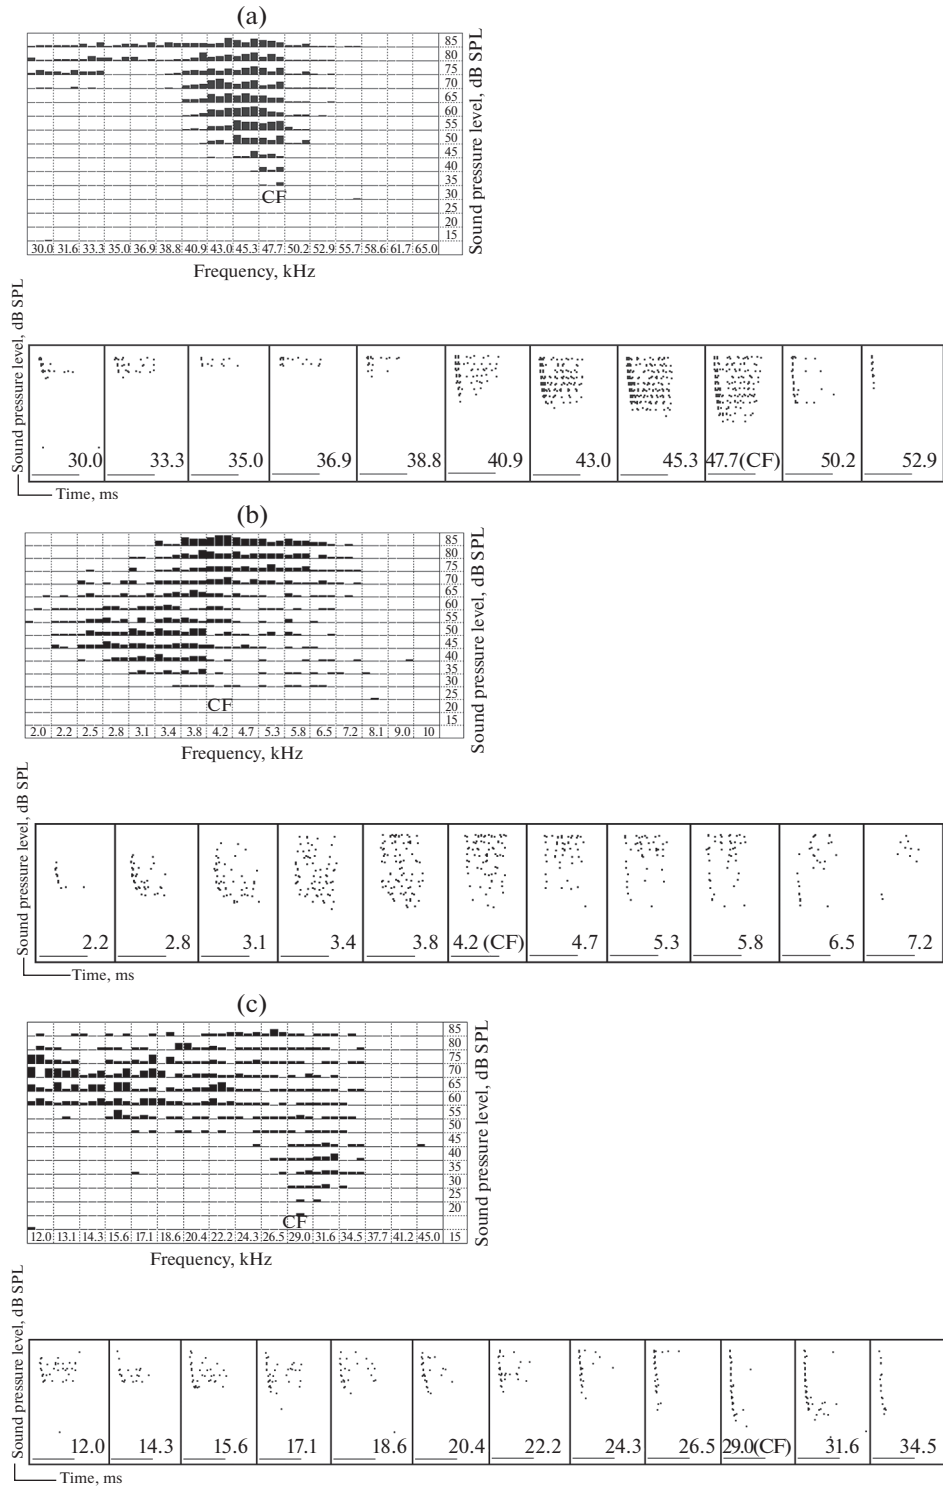 (a)
85
80
75
70
65
60
55
50
45
40
35
30
25
20
15
CF
30.0 31.6 33.3 35.0 36.9 38.8 40.9 43.0 45.3 47.7 50.2 52.9 55.7 58.6 61.7 65.0
Frequency, kHz
Sound pressure level, dB SPL
Sound pressure level, dB SPL
30.0 33.3 35.0 36.9 38.8 40.9 43.0 45.3 47.7(CF) 50.2 52.9
Time, ms
(b)
85
80
75
70
65
60
55
50
45
40
35
30
25
20
15
CF
2.0 2.2 2.5 2.8 3.1 3.4 3.8 4.2 4.7 5.3 5.8 6.5 7.2 8.1 9.0 10
Frequency, kHz
Sound pressure level, dB SPL
Sound pressure level, dB SPL
2.2 2.8 3.1 3.4 3.8 4.2 (CF) 4.7 5.3 5.8 6.5 7.2
Time, ms
(c)
85
80
75
70
65
60
55
50
45
40
35
30
25
20
CF
12.0 13.1 14.3 15.6 17.1 18.6 20.4 22.2 24.3 26.5 29.0 31.6 34.5 37.7 41.2 45.0 15
Frequency, kHz
Sound pressure level, dB SPL
Sound pressure level, dB SPL
12.0 14.3 15.6 17.1 18.6 20.4 22.2 24.3 26.5 29.0(CF) 31.6 34.5
Time, ms